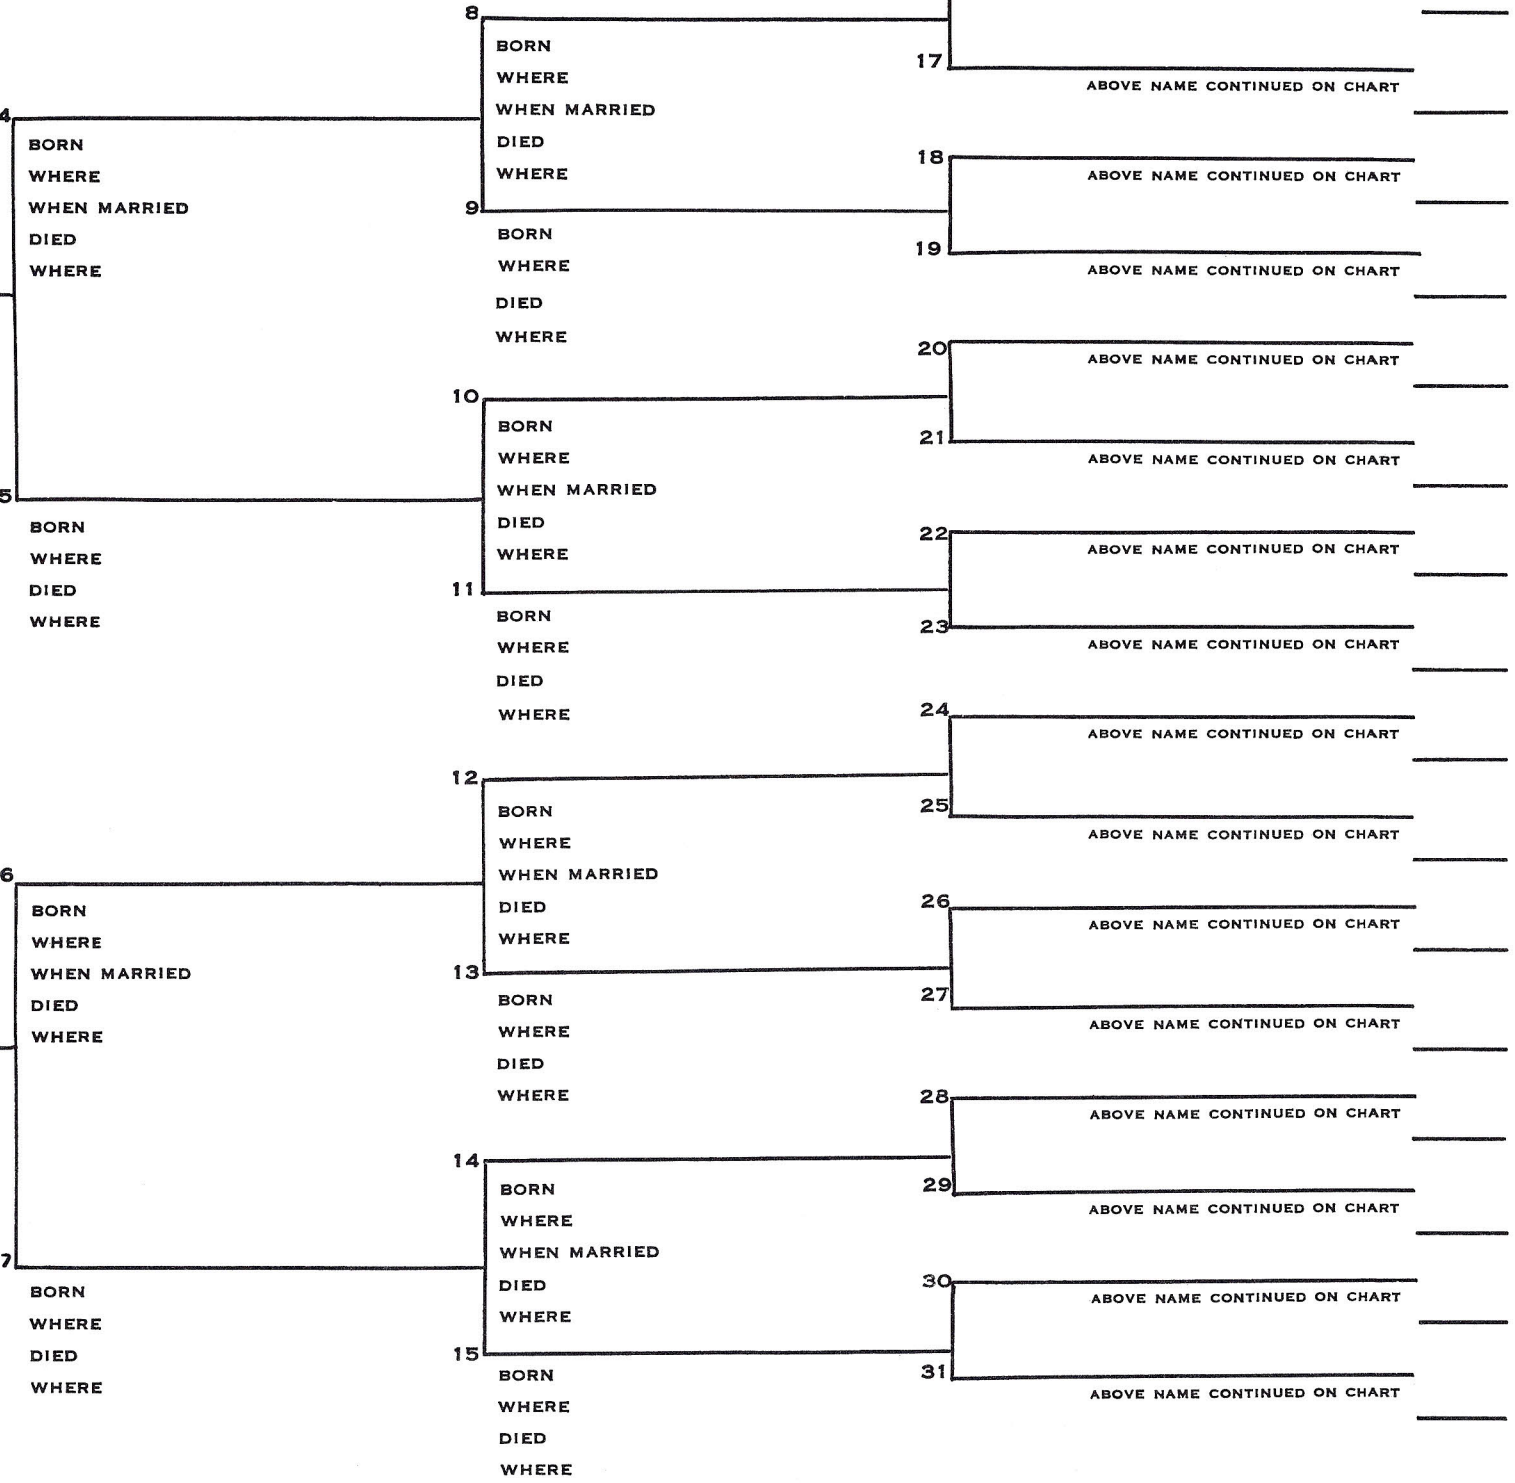 4
BORN
WHERE
WHEN MARRIED
DIED
WHERE
5
BORN
WHERE
DIED
WHERE
6
BORN
WHERE
WHEN MARRIED
DIED
WHERE
7
BORN
WHERE
DIED
WHERE
8
BORN
WHERE
WHEN MARRIED
DIED
WHERE
9
BORN
WHERE
DIED
WHERE
10
BORN
WHERE
WHEN MARRIED
DIED
WHERE
11
BORN
WHERE
DIED
WHERE
12
BORN
WHERE
WHEN MARRIED
DIED
WHERE
13
BORN
WHERE
DIED
WHERE
14
BORN
WHERE
WHEN MARRIED
DIED
WHERE
15
BORN
WHERE
DIED
WHERE
17
ABOVE NAME CONTINUED ON CHART
18
ABOVE NAME CONTINUED ON CHART
19
ABOVE NAME CONTINUED ON CHART
20
ABOVE NAME CONTINUED ON CHART
21
ABOVE NAME CONTINUED ON CHART
22
ABOVE NAME CONTINUED ON CHART
23
ABOVE NAME CONTINUED ON CHART
24
ABOVE NAME CONTINUED ON CHART
25
ABOVE NAME CONTINUED ON CHART
26
ABOVE NAME CONTINUED ON CHART
27
ABOVE NAME CONTINUED ON CHART
28
ABOVE NAME CONTINUED ON CHART
29
ABOVE NAME CONTINUED ON CHART
30
ABOVE NAME CONTINUED ON CHART
31
ABOVE NAME CONTINUED ON CHART